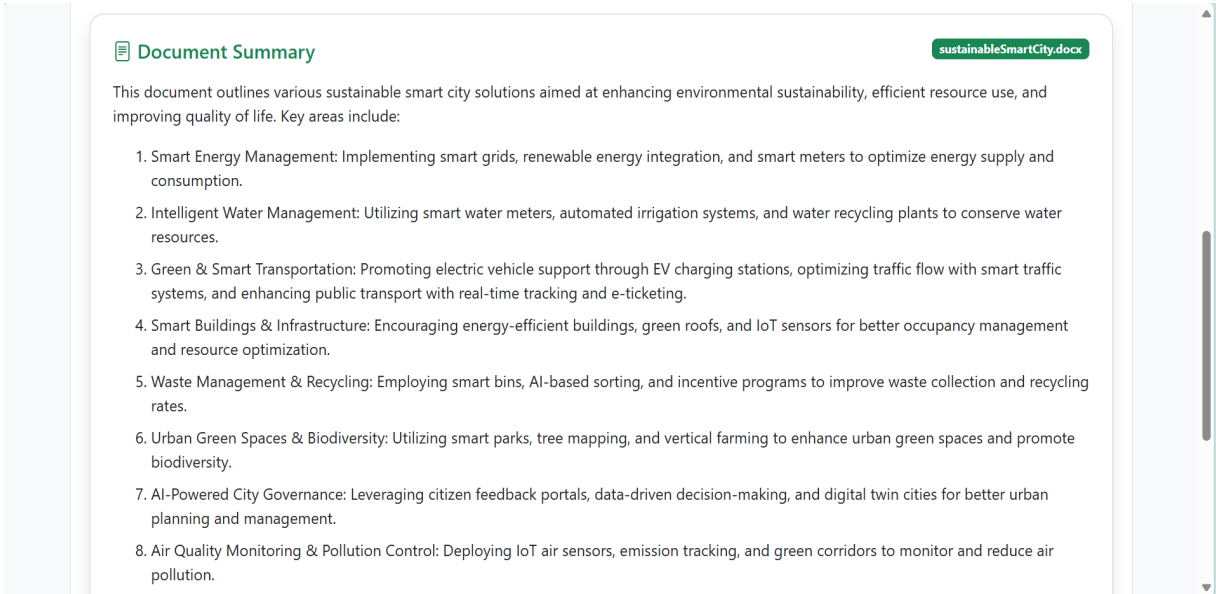 Document Summary
sustainableSmartCity.docx
This document outlines various sustainable smart city solutions aimed at enhancing environmental sustainability, efficient resource use, and
improving quality of life. Key areas include:
1. Smart Energy Management: Implementing smart grids, renewable energy integration, and smart meters to optimize energy supply and
consumption.
2. Intelligent Water Management: Utilizing smart water meters, automated irrigation systems, and water recycling plants to conserve water
resources.
3. Green & Smart Transportation: Promoting electric vehicle support through EV charging stations, optimizing traffic flow with smart traffic
systems, and enhancing public transport with real-time tracking and e-ticketing.
4. Smart Buildings & Infrastructure: Encouraging energy-efficient buildings, green roofs, and IoT sensors for better occupancy management
and resource optimization.
5. Waste Management & Recycling: Employing smart bins, AI-based sorting, and incentive programs to improve waste collection and recycling
rates.
6. Urban Green Spaces & Biodiversity: Utilizing smart parks, tree mapping, and vertical farming to enhance urban green spaces and promote
biodiversity.
7. AI-Powered City Governance: Leveraging citizen feedback portals, data-driven decision-making, and digital twin cities for better urban
planning and management.
8. Air Quality Monitoring & Pollution Control: Deploying IoT air sensors, emission tracking, and green corridors to monitor and reduce air
pollution.